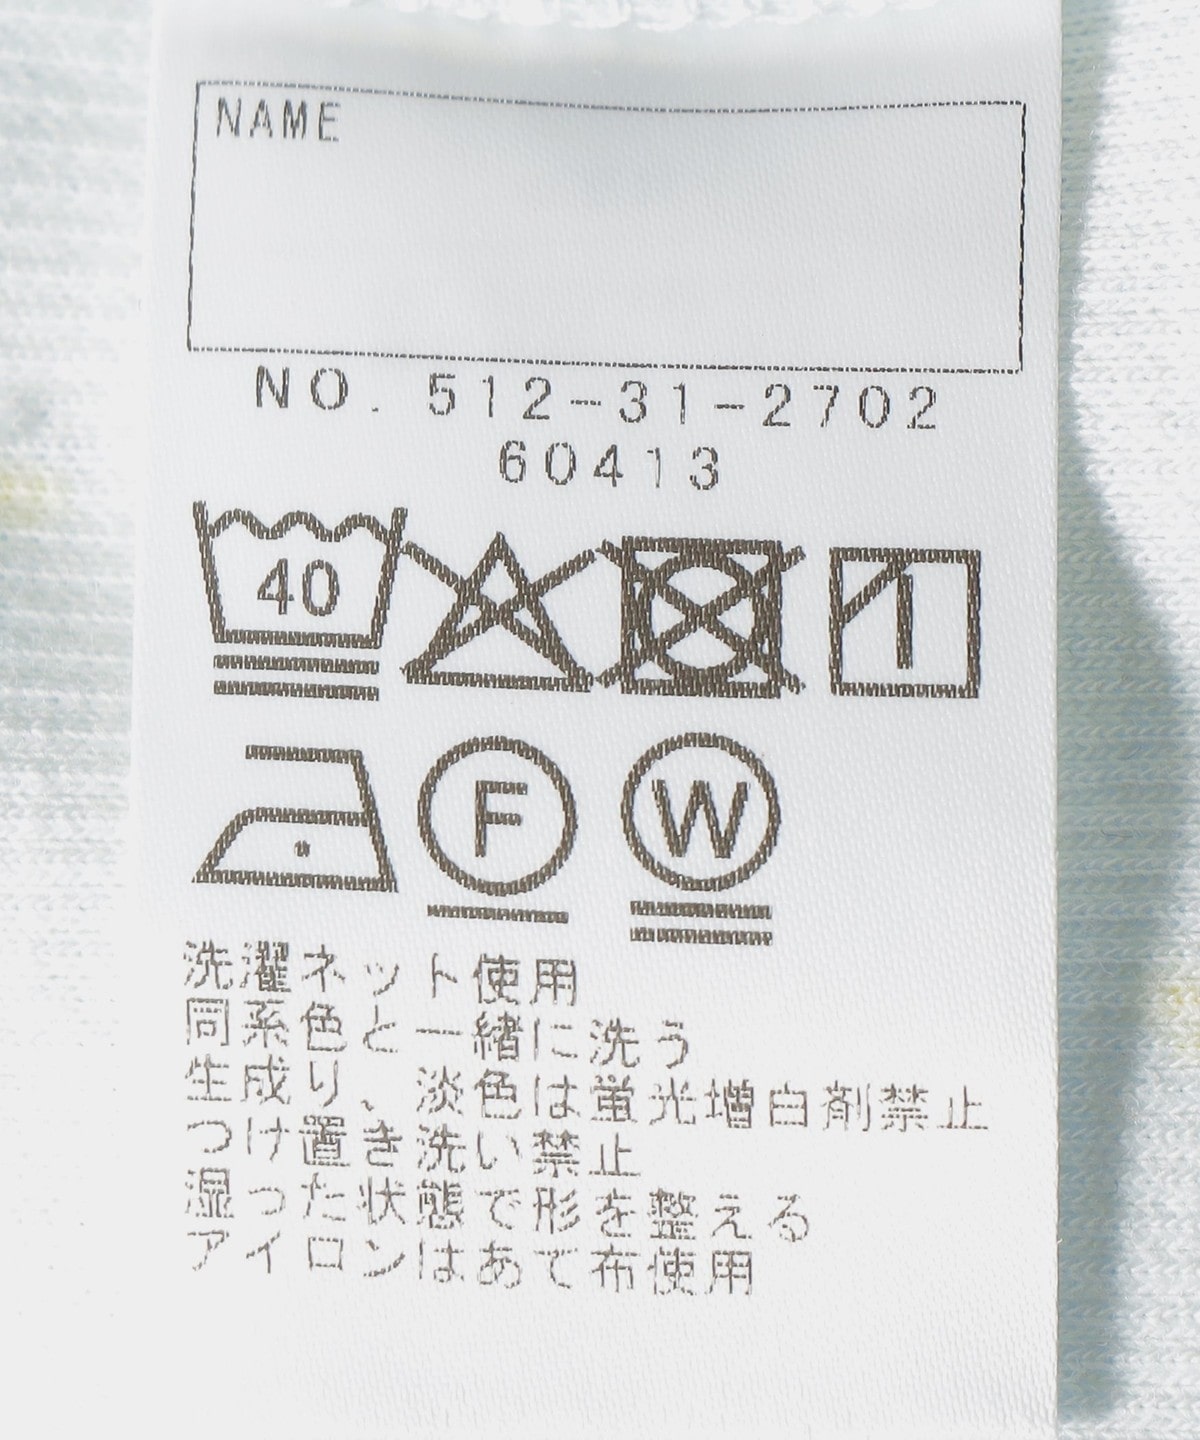 NAME
NO. 512-31-2702
60413
40
F
W
洗濯ネット使用
同系色と一緒に洗う
生成り、淡色は蛍光増白剤禁止
つけ置き洗い禁止
湿った状態で形を整える
アイロンはあて布使用